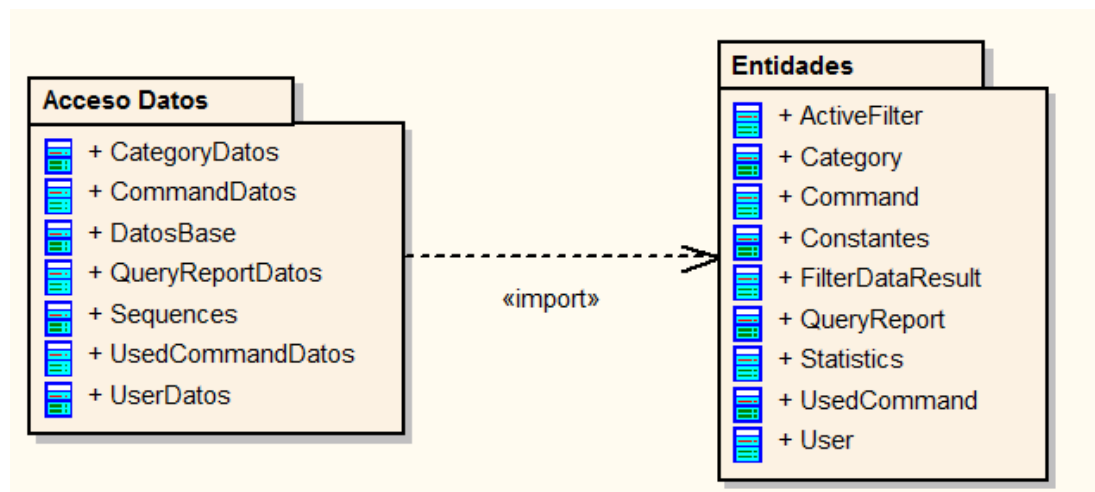 Acceso Datos
+ CategoryDatos
+ CommandDatos
+ DatosBase
+ QueryReportDatos
+ Sequences
+ UsedCommandDatos
+ UserDatos
«import»
Entidades
+ ActiveFilter
+ Category
+ Command
+ Constantes
+ FilterDataResult
+ QueryReport
+ Statistics
+ UsedCommand
+ User